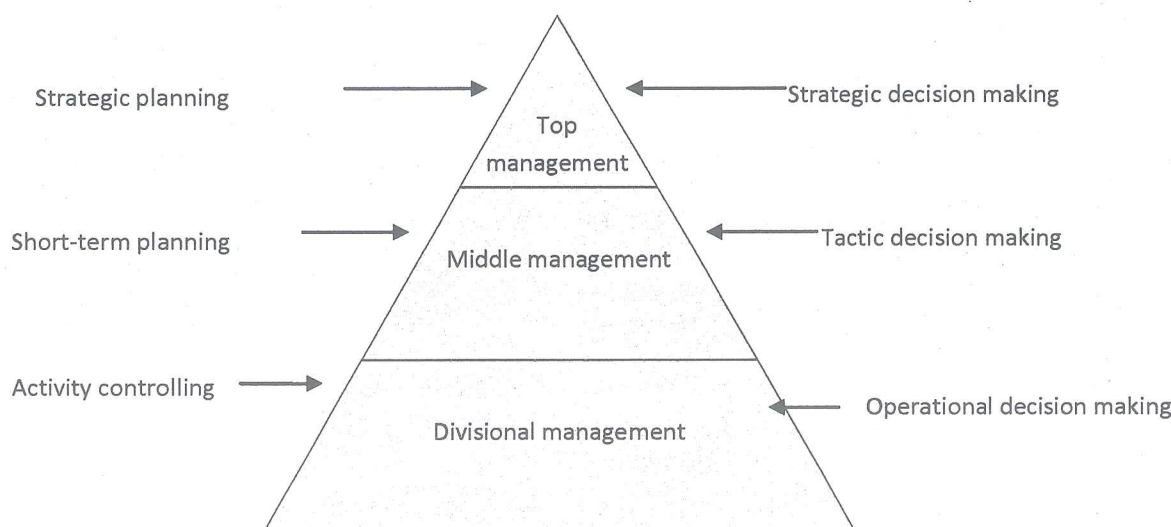 Strategic planning
Strategic decision making
Top
management
Short-term planning
Tactic decision making
Middle management
Activity controlling
Operational decision making
Divisional management